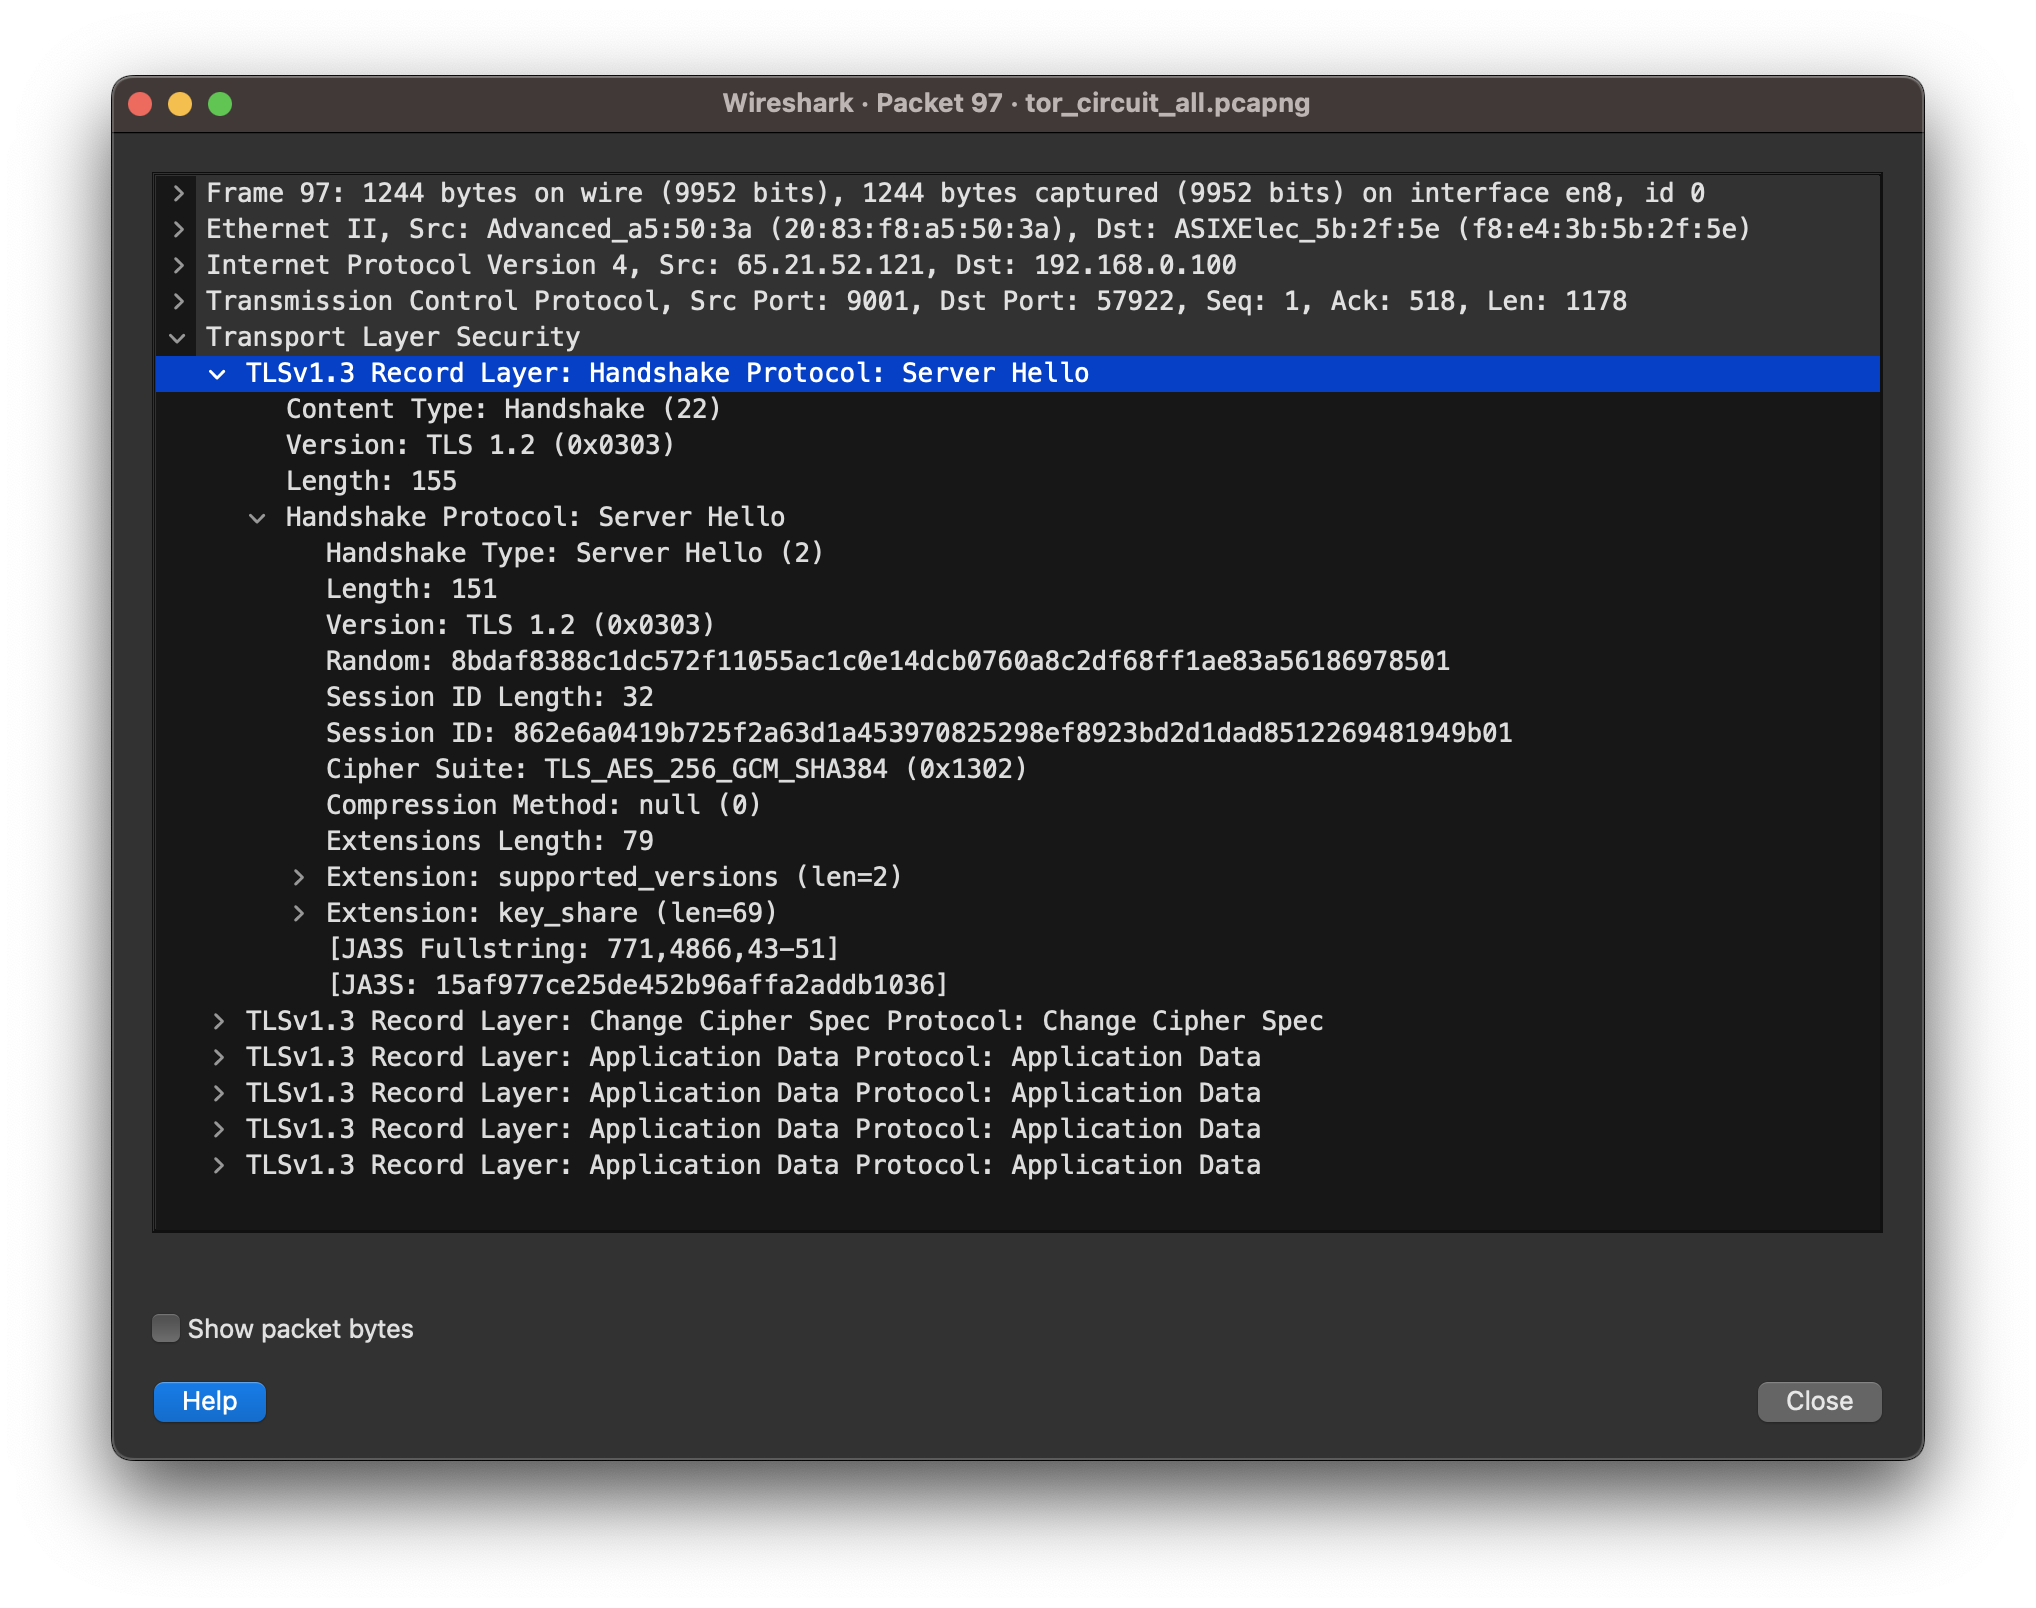 Wireshark · Packet 97 · tor_circuit_all.pcapng
Frame 97: 1244 bytes on wire (9952 bits), 1244 bytes captured (9952 bits) on interface en8, id 0
Ethernet II, Src: Advanced_a5:50:3a (20:83:f8:a5:50:3a), Dst: ASIXElec_5b:2f:5e (f8:e4:3b:5b:2f:5e)
Internet Protocol Version 4, Src: 65.21.52.121, Dst: 192.168.0.100
Transmission Control Protocol, Src Port: 9001, Dst Port: 57922, Seq: 1, Ack: 518, Len: 1178
Transport Layer Security
TLSv1.3 Record Layer: Handshake Protocol: Server Hello
Content Type: Handshake (22)
Version: TLS 1.2 (0x0303)
Length: 155
Handshake Protocol: Server Hello
Handshake Type: Server Hello (2)
Length: 151
Version: TLS 1.2 (0x0303)
Random: 8bdaf8388c1dc572f11055ac1c0e14dcb0760a8c2df68ff1ae83a56186978501
Session ID Length: 32
Session ID: 862e6a0419b725f2a63d1a453970825298ef8923bd2d1dad8512269481949b01
Cipher Suite: TLS_AES_256_GCM_SHA384 (0x1302)
Compression Method: null (0)
Extensions Length: 79
Extension: supported_versions (len=2)
Extension: key_share (len=69)
[JA3S Fullstring: 771,4866,43-51]
[JA3S: 15af977ce25de452b96affa2addb1036]
TLSv1.3 Record Layer: Change Cipher Spec Protocol: Change Cipher Spec
TLSv1.3 Record Layer: Application Data Protocol: Application Data
TLSv1.3 Record Layer: Application Data Protocol: Application Data
TLSv1.3 Record Layer: Application Data Protocol: Application Data
TLSv1.3 Record Layer: Application Data Protocol: Application Data
Show packet bytes
Help
Close